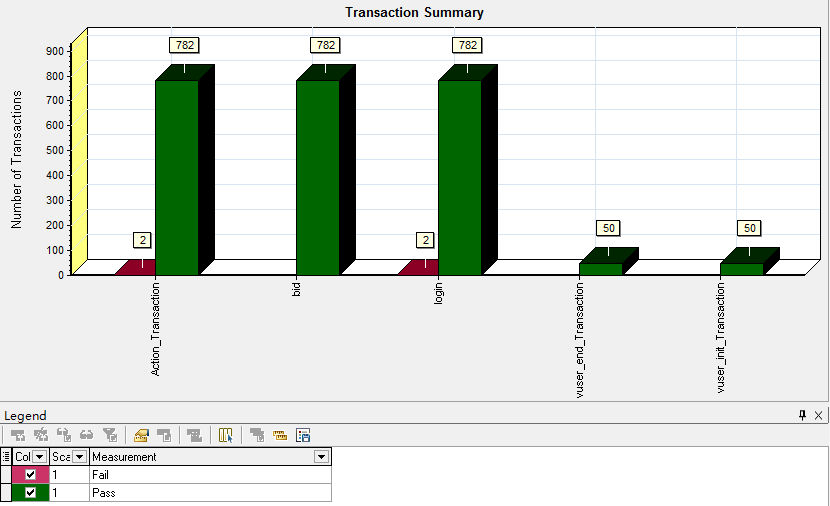 Transaction Summary
782
782
782
900
800
700
600
500
400
300
200
100
0
Number of Transactions
2
2
50
50
Action_Transaction
bid
login
vuser_end_Transaction
vuser_init_Transaction
Legend
Col Sca Measurement
1 Fail
1 Pass